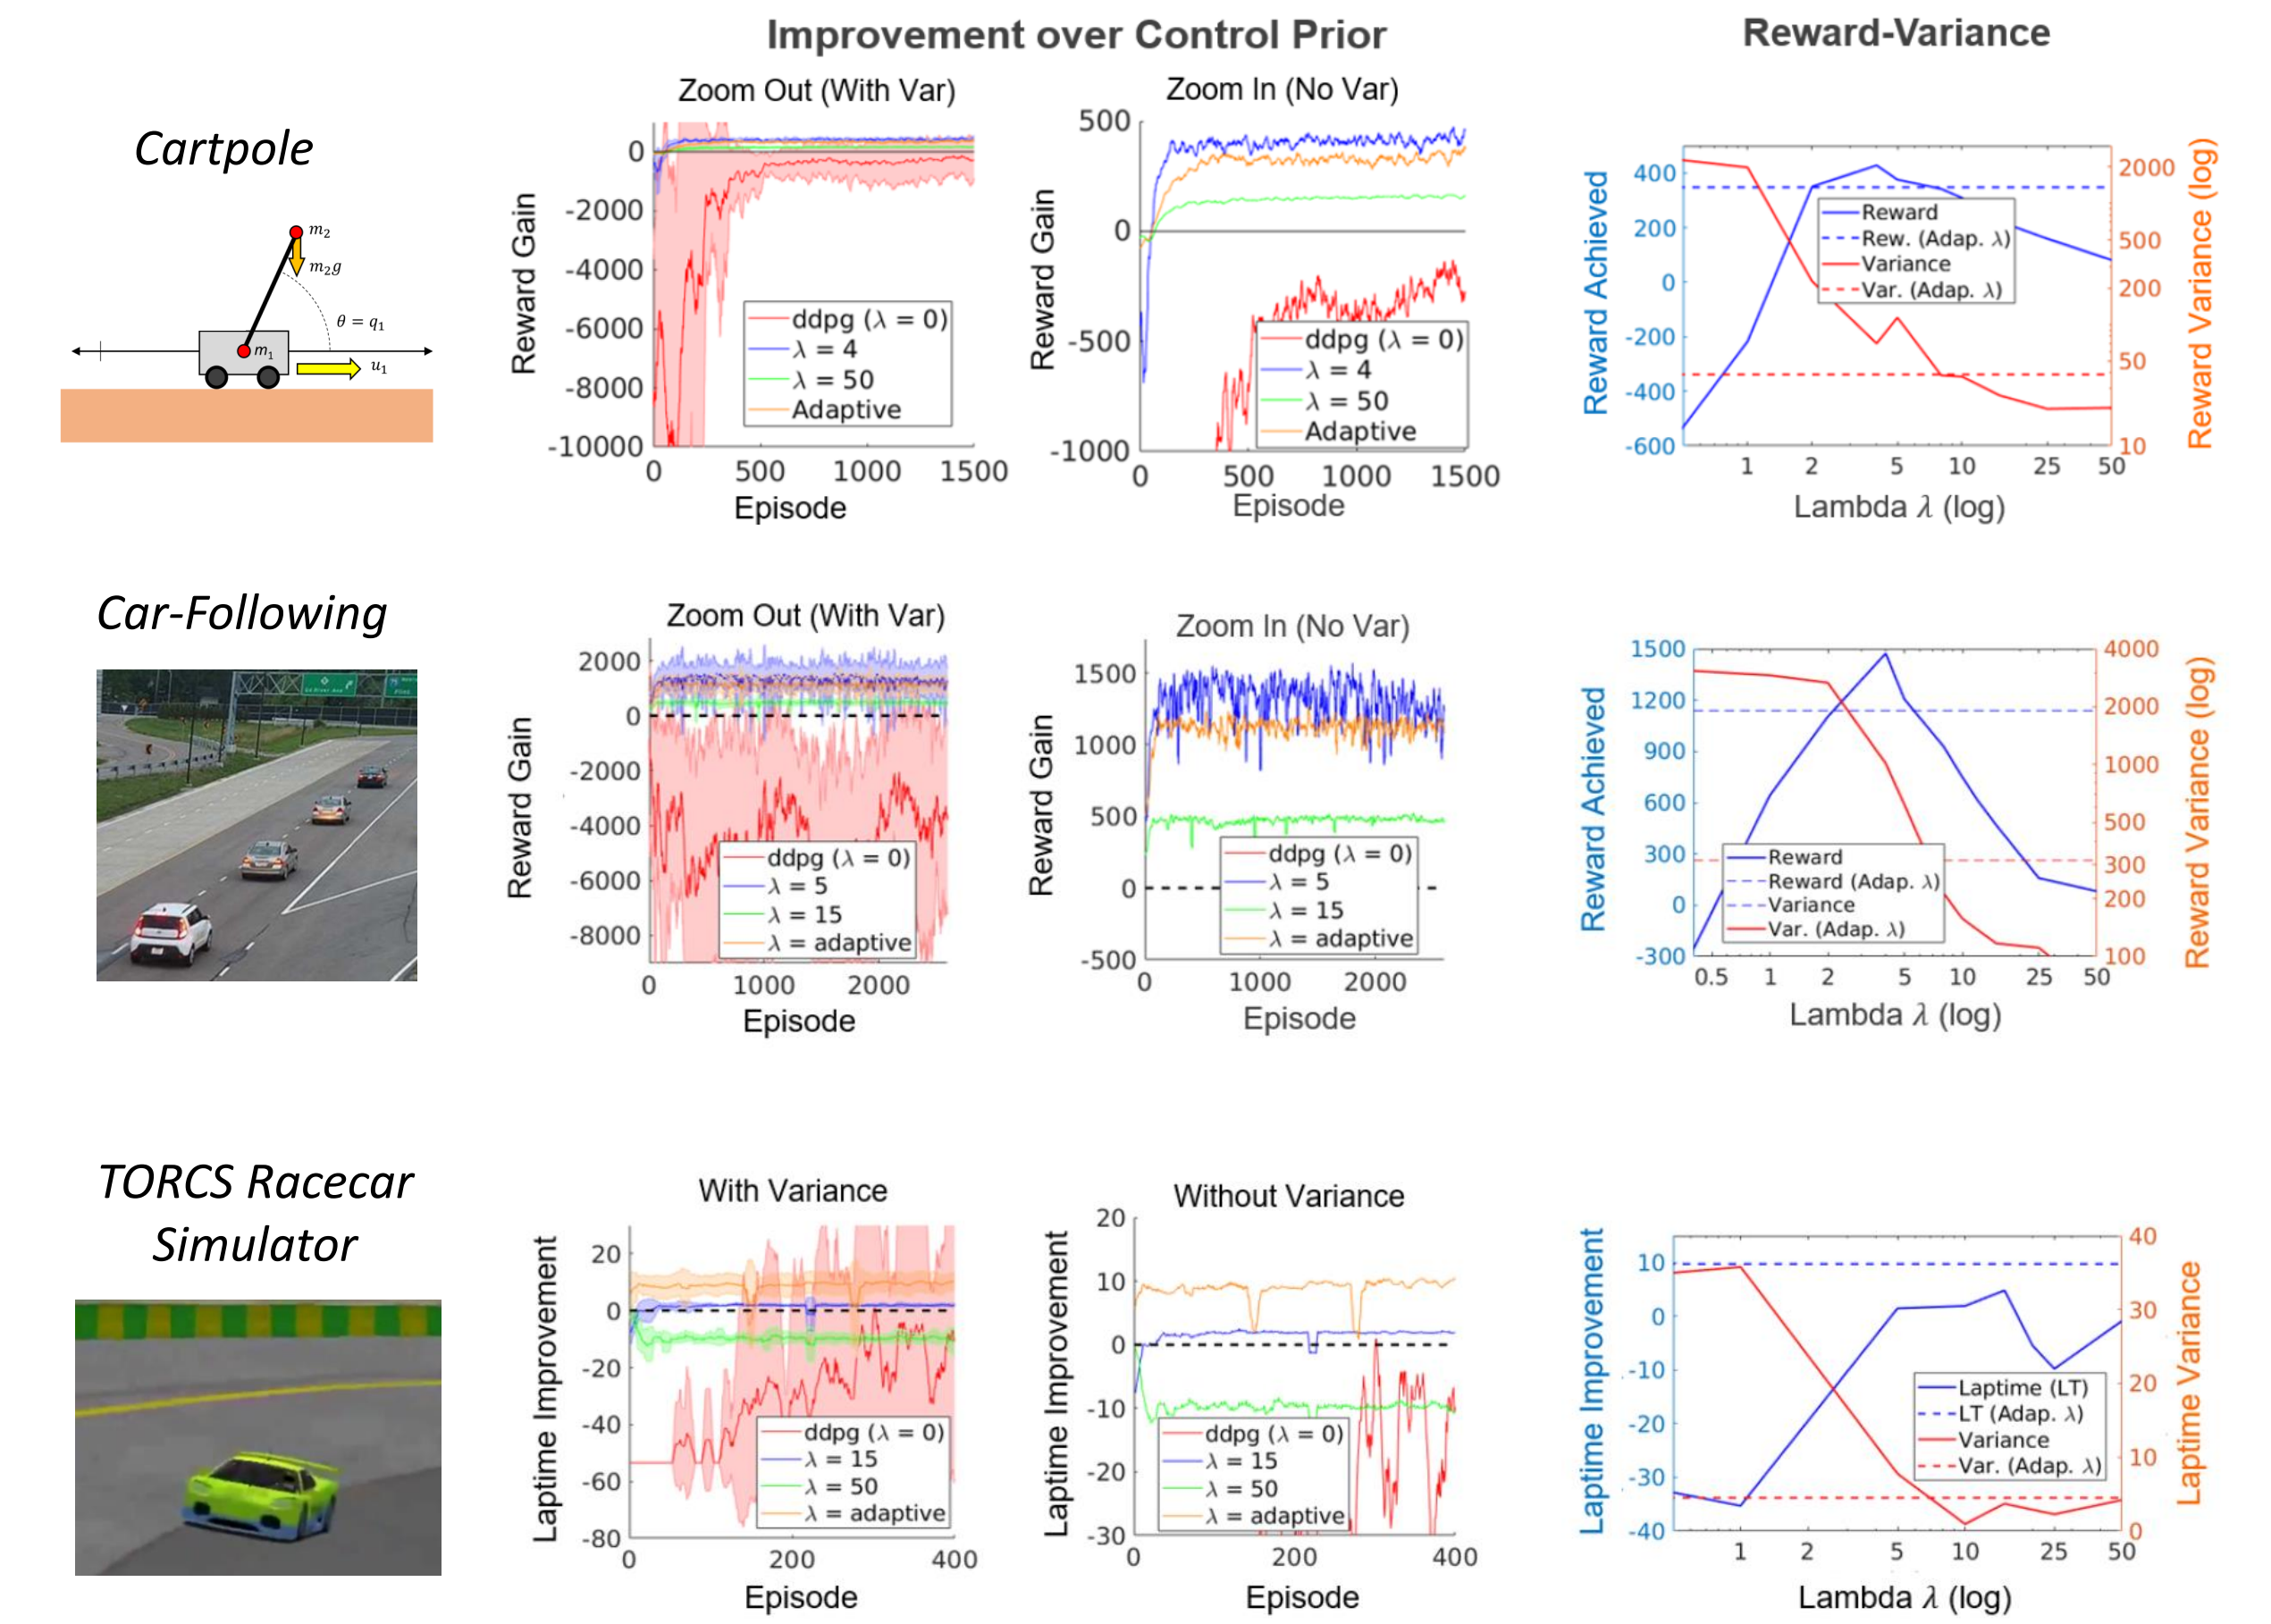 Improvement over Control Prior
Reward-Variance
Cartpole
m2
m2g
θ = q1
m1
u1
Zoom Out (With Var)
Reward Gain
0
-2000
-4000
-6000
-8000
-10000
ddpg (λ = 0)
λ = 4
λ = 50
Adaptive
0 500 1000 1500
Episode
Zoom In (No Var)
Reward Gain
500
0
-500
-1000
ddpg (λ = 0)
λ = 4
λ = 50
Adaptive
0 500 1000 1500
Episode
Reward Achieved
400
200
0
-200
-400
-600
Reward
Rew. (Adap. λ)
Variance
Var. (Adap. λ)
2000
500
200
50
10
Reward Variance (log)
1 2 5 10 25 50
Lambda λ (log)
Car-Following
Zoom Out (With Var)
Reward Gain
2000
0
-2000
-4000
-6000
-8000
ddpg (λ = 0)
λ = 5
λ = 15
λ = adaptive
0 1000 2000
Episode
Zoom In (No Var)
Reward Gain
1500
1000
500
0
-500
ddpg (λ = 0)
λ = 5
λ = 15
λ = adaptive
0 1000 2000
Episode
Reward Achieved
1500
1200
900
600
300
0
-300
Reward
Reward (Adap. λ)
Variance
Var. (Adap. λ)
4000
2000
1000
500
300
200
100
Reward Variance (log)
0.5 1 2 5 10 25 50
Lambda λ (log)
TORCS Racecar
Simulator
With Variance
Laptime Improvement
20
0
-20
-40
-60
-80
ddpg (λ = 0)
λ = 15
λ = 50
λ = adaptive
0 200 400
Episode
Without Variance
Laptime Improvement
20
10
0
-10
-20
-30
ddpg (λ = 0)
λ = 15
λ = 50
λ = adaptive
0 200 400
Episode
Laptime Improvement
10
0
-10
-20
-30
-40
Laptime (LT)
LT (Adap. λ)
Variance
Var. (Adap. λ)
40
30
20
10
0
Laptime Variance
1 2 5 10 25 50
Lambda λ (log)